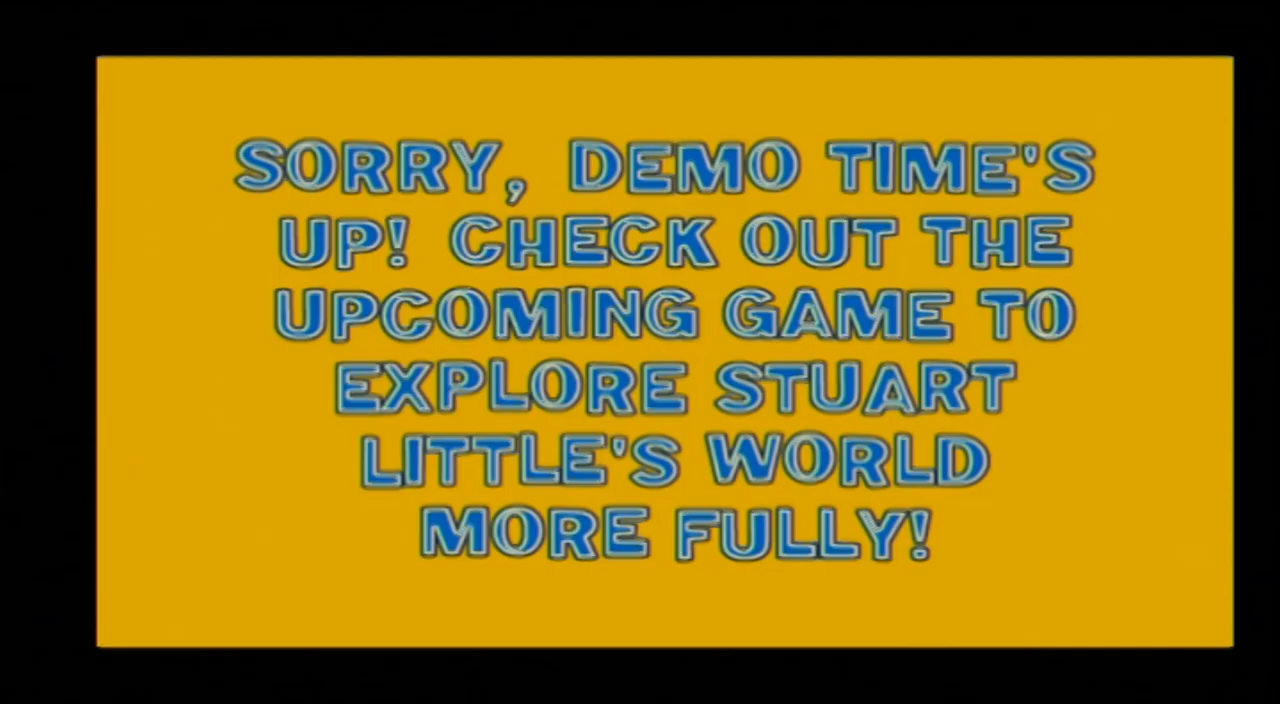 SORRY, DEMO TIME'S
UP! CHECK OUT THE
UPCOMING GAME TO
EXPLORE STUART
LITTLE'S WORLD
MORE FULLY!